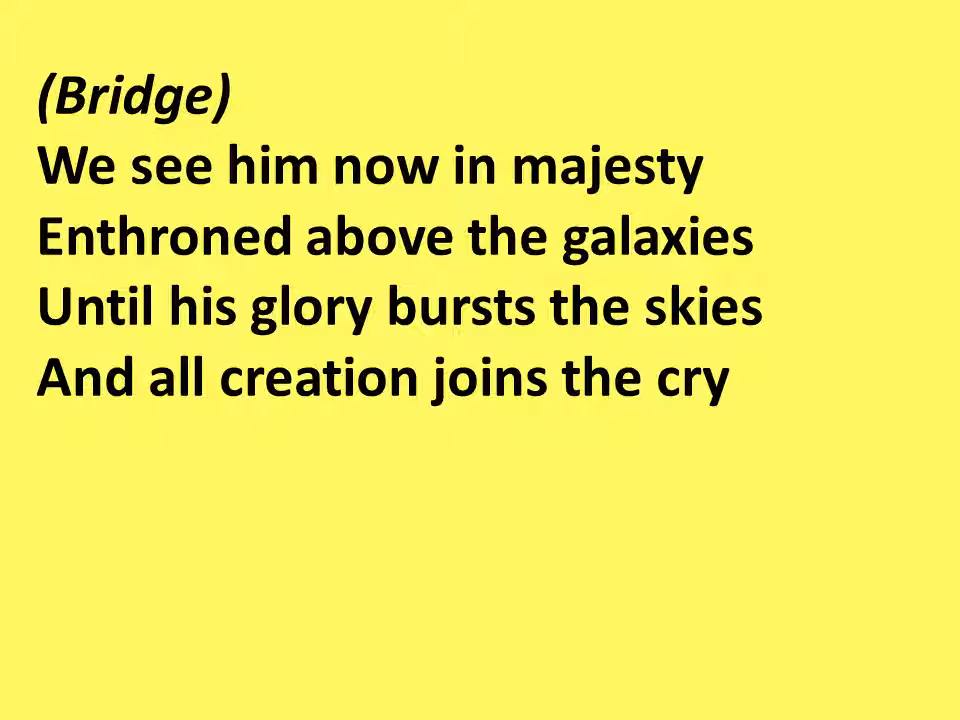 (Bridge)
We see him now in majesty
Enthroned above the galaxies
Until his glory bursts the skies
And all creation joins the cry